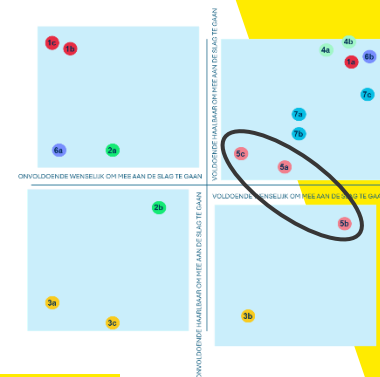 1c
1b
6a
2a
ONVOLDOENDE WENSELIJK OM MEE AAN DE SLAG TE GAAN
VOLDOENDE HAALBAAR OM MEE AAN DE SLAG TE GAAN
4b
4a
6b
1a
7c
7a
7b
5c
5a
VOLDOENDE WENSELIJK OM MEE AAN DE SLAG TE GAA
2b
3a
3c
ONVOLDOENDE HAALBAAR OM MEE AAN DE SLAG TE GAAN
5b
3b